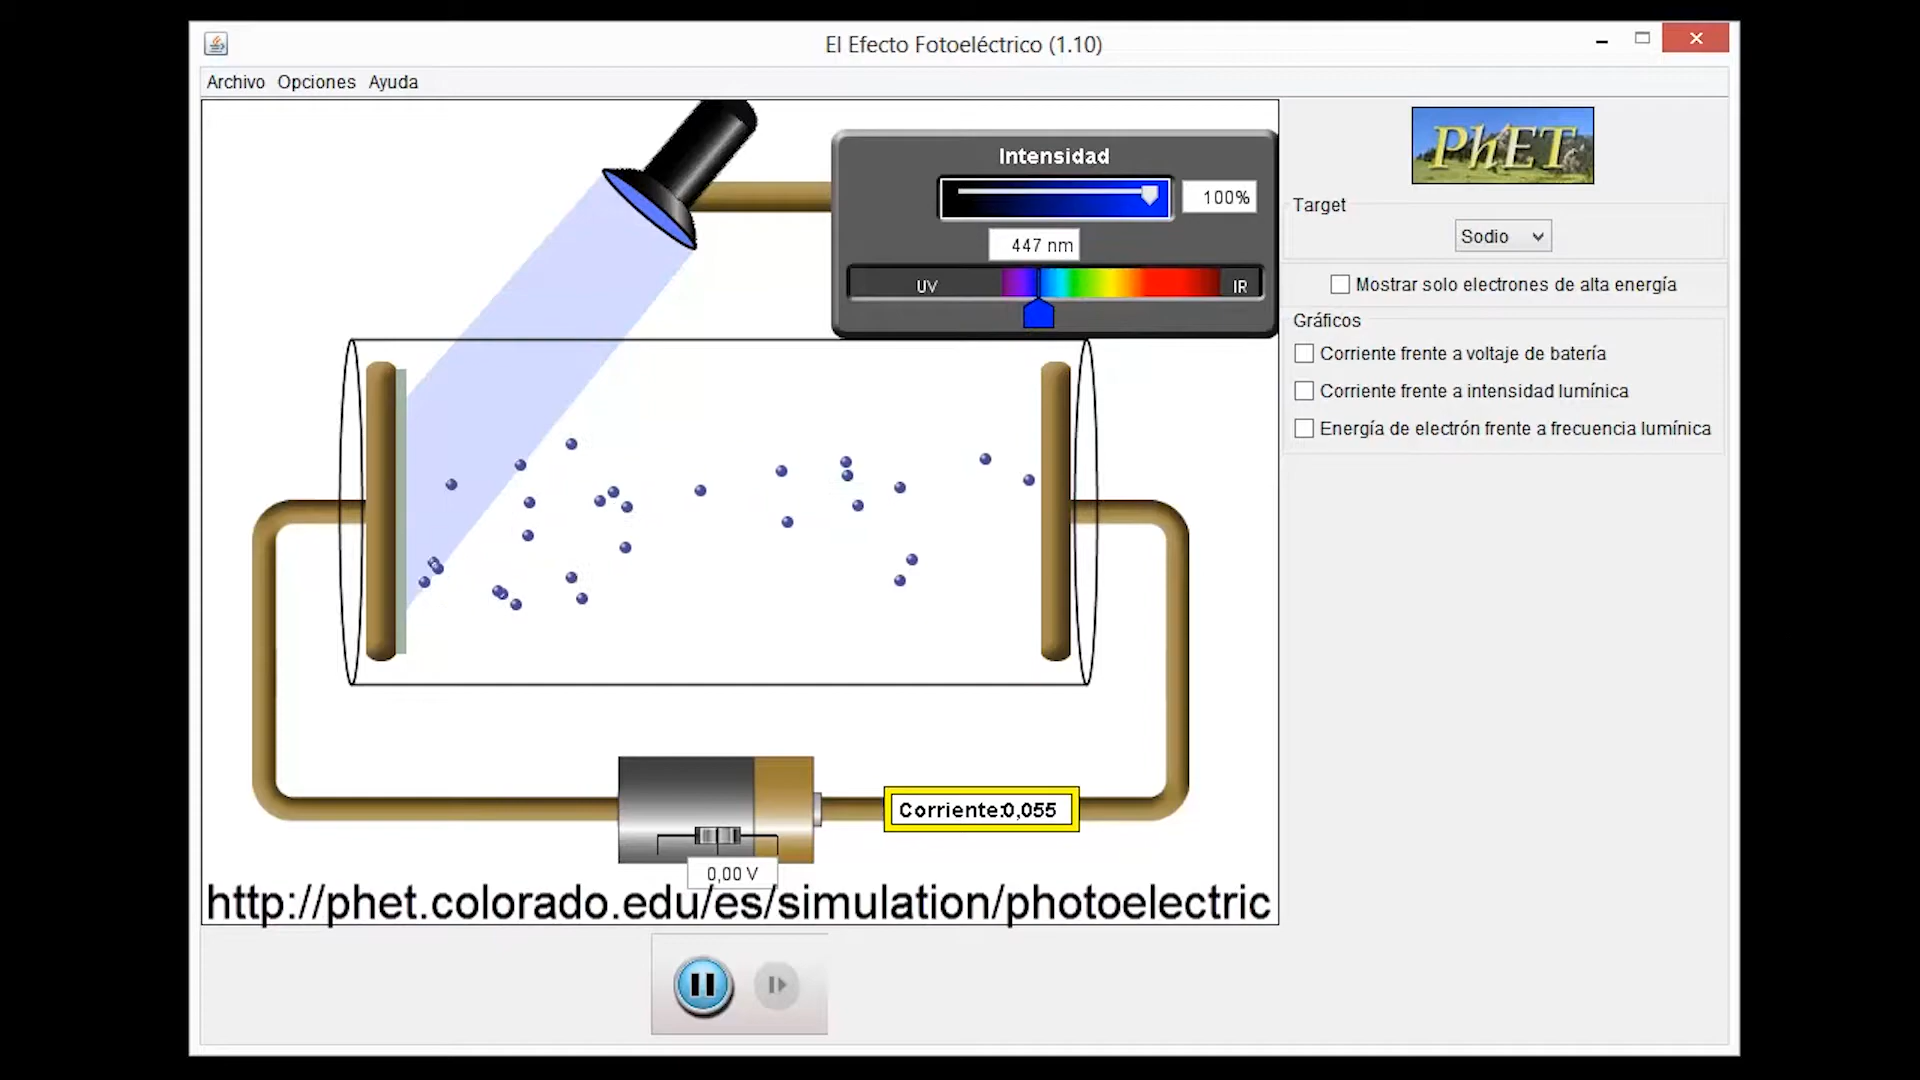 El Efecto Fotoeléctrico (1.10)
Archivo Opciones Ayuda
Intensidad
100%
447 nm
UV
IR
PhET
Target
Sodio
Mostrar solo electrones de alta energía
Gráficos
Corriente frente a voltaje de batería
Corriente frente a intensidad lumínica
Energía de electrón frente a frecuencia lumínica
Corriente:0,055
0,00 V
http://phet.colorado.edu/es/simulation/photoelectric